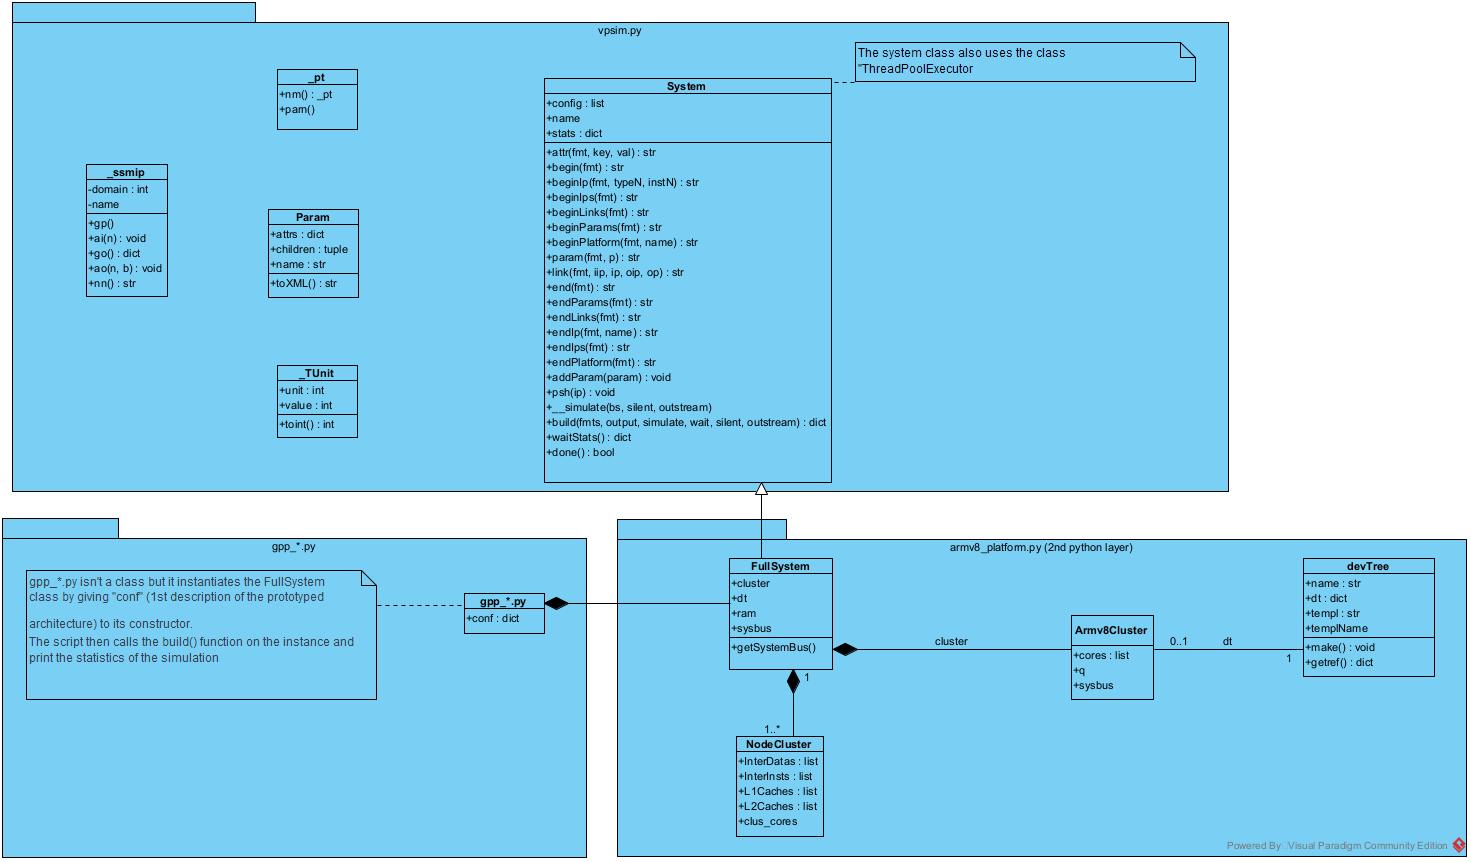 vpsim.py
The system class also uses the class
"ThreadPoolExecutor
_pt
+nm() : _pt
+pam()
System
+config : list
+name
+stats : dict
+attr(fmt, key, val) : str
+begin(fmt) : str
+beginIp(fmt, typeN, instN) : str
+beginIps(fmt) : str
+beginLinks(fmt) : str
+beginParams(fmt) : str
+beginPlatform(fmt, name) : str
+param(fmt, p) : str
+link(fmt, iip, ip, oip, op) : str
+end(fmt) : str
+endParams(fmt) : str
+endLinks(fmt) : str
+endIp(fmt, name) : str
+endIps(fmt) : str
+endPlatform(fmt) : str
+addParam(param) : void
+psh(ip) : void
+__simulate(bs, silent, outstream)
+build(fmts, output, simulate, wait, silent, outstream) : dict
+waitStats() : dict
+done() : bool
_ssmip
-domain : int
-name
+gp()
+ai(n) : void
+go() : dict
+ao(n, b) : void
+nn() : str
Param
+attrs : dict
+children : tuple
+name : str
+toXML() : str
_TUnit
+unit : int
+value : int
+toint() : int
gpp_*.py
gpp_*.py isn't a class but it instantiates the FullSystem
class by giving "conf" (1st description of the prototyped
architecture) to its constructor.
The script then calls the build() function on the instance and
print the statistics of the simulation
gpp_*.py
+conf : dict
armv8_platform.py (2nd python layer)
FullSystem
+cluster
+dt
+ram
+sysbus
+getSystemBus()
cluster
Armv8Cluster
+cores : list
+q
+sysbus
0..1
dt
1
devTree
+name : str
+dt : dict
+templ : str
+templName
+make() : void
+getref() : dict
1
1..*
NodeCluster
+InterDatas : list
+InterInsts : list
+L1Caches : list
+L2Caches : list
+clus_cores
Powered By Visual Paradigm Community Edition